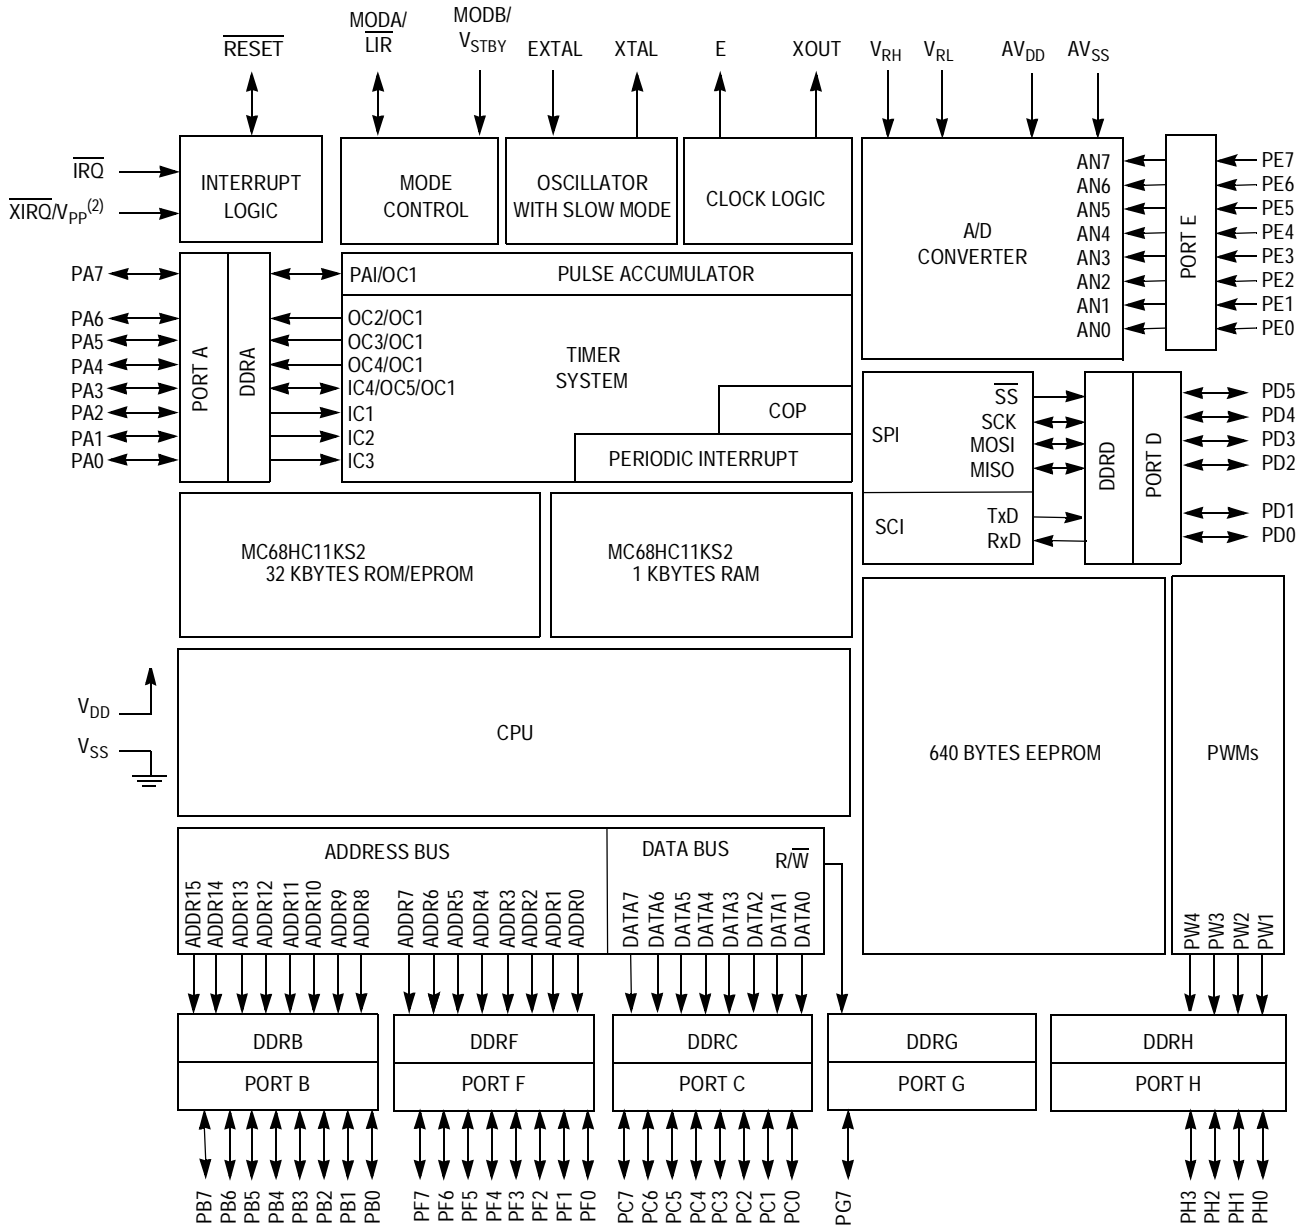 MODA/
LIR
MODB/
VSTBY
RESET
EXTAL
XTAL
E
XOUT
VRH
VRL
AVDD
AVSS
IRQ
XIRQ/VPP(2)
INTERRUPT
LOGIC
MODE
CONTROL
OSCILLATOR
WITH SLOW MODE
CLOCK LOGIC
A/D
CONVERTER
AN7
AN6
AN5
AN4
AN3
AN2
AN1
AN0
PORT E
PE7
PE6
PE5
PE4
PE3
PE2
PE1
PE0
PA7
PA6
PA5
PA4
PA3
PA2
PA1
PA0
PORT A
DDRA
PAI/OC1
PULSE ACCUMULATOR
OC2/OC1
OC3/OC1
OC4/OC1
IC4/OC5/OC1
IC1
IC2
IC3
TIMER
SYSTEM
COP
PERIODIC INTERRUPT
SPI
SS
SCK
MOSI
MISO
SCI
TxD
RxD
DDRD
PORT D
PD5
PD4
PD3
PD2
PD1
PD0
MC68HC11KS2
32 KBYTES ROM/EPROM
MC68HC11KS2
1 KBYTES RAM
VDD
VSS
CPU
640 BYTES EEPROM
PWMs
ADDRESS BUS
DATA BUS
R/W
ADDR15
ADDR14
ADDR13
ADDR12
ADDR11
ADDR10
ADDR9
ADDR8
ADDR7
ADDR6
ADDR5
ADDR4
ADDR3
ADDR2
ADDR1
ADDR0
DATA7
DATA6
DATA5
DATA4
DATA3
DATA2
DATA1
DATA0
PW4
PW3
PW2
PW1
DDRB
DDRF
DDRC
DDRG
DDRH
PORT B
PORT F
PORT C
PORT G
PORT H
PB7
PB6
PB5
PB4
PB3
PB2
PB1
PB0
PF7
PF6
PF5
PF4
PF3
PF2
PF1
PF0
PC7
PC6
PC5
PC4
PC3
PC2
PC1
PC0
PG7
PH3
PH2
PH1
PH0